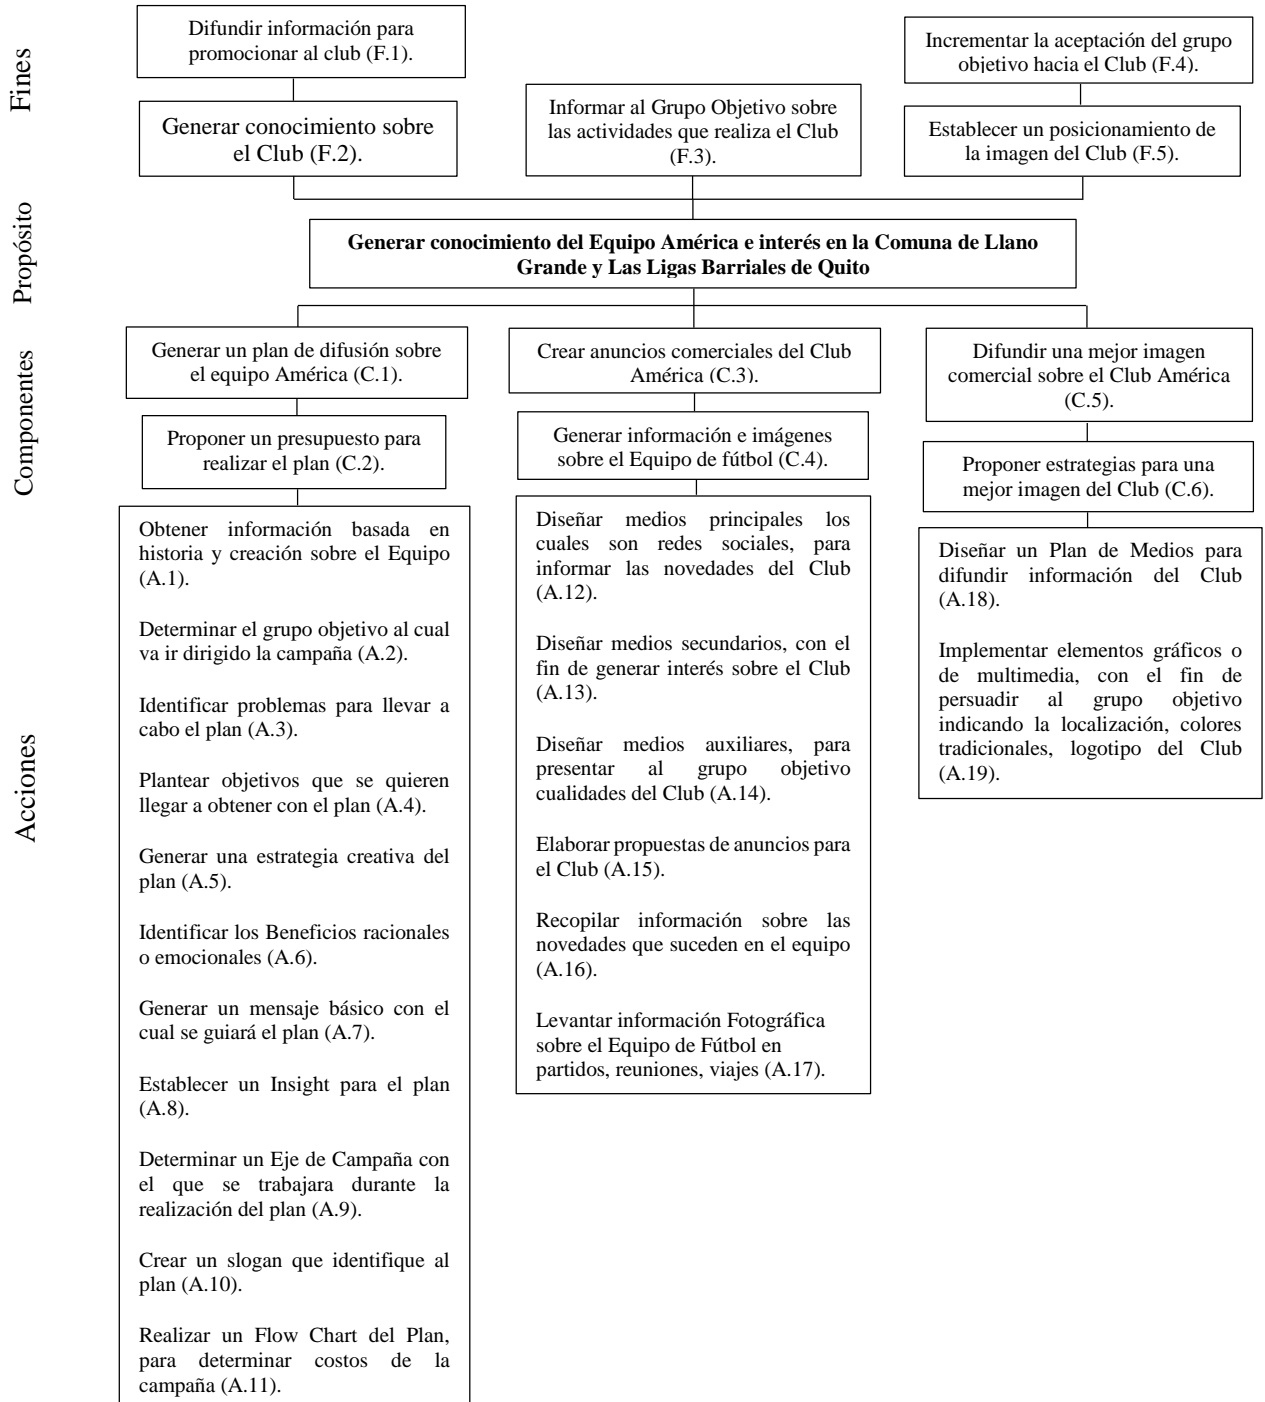 Fines
Difundir información para
promocionar al club (F.1).
Generar conocimiento sobre
el Club (F.2).
Informar al Grupo Objetivo sobre
las actividades que realiza el Club
(F.3).
Incrementar la aceptación del grupo
objetivo hacia el Club (F.4).
Establecer un posicionamiento de
la imagen del Club (F.5).
Propósito
Generar conocimiento del Equipo América e interés en la Comuna de Llano
Grande y Las Ligas Barriales de Quito
Componentes
Generar un plan de difusión sobre
el equipo América (C.1).
Proponer un presupuesto para
realizar el plan (C.2).
Crear anuncios comerciales del Club
América (C.3).
Generar información e imágenes
sobre el Equipo de fútbol (C.4).
Difundir una mejor imagen
comercial sobre el Club América
(C.5).
Proponer estrategias para una
mejor imagen del Club (C.6).
Acciones
Obtener información basada en
historia y creación sobre el Equipo
(A.1).
Determinar el grupo objetivo al cual
va ir dirigido la campaña (A.2).
Identificar problemas para llevar a
cabo el plan (A.3).
Plantear objetivos que se quieren
llegar a obtener con el plan (A.4).
Generar una estrategia creativa del
plan (A.5).
Identificar los Beneficios racionales
o emocionales (A.6).
Generar un mensaje básico con el
cual se guiará el plan (A.7).
Establecer un Insight para el plan
(A.8).
Determinar un Eje de Campaña con
el que se trabajara durante la
realización del plan (A.9).
Crear un slogan que identifique al
plan (A.10).
Realizar un Flow Chart del Plan,
para determinar costos de la
campaña (A.11).
Diseñar medios principales los
cuales son redes sociales, para
informar las novedades del Club
(A.12).
Diseñar medios secundarios, con el
fin de generar interés sobre el Club
(A.13).
Diseñar medios auxiliares, para
presentar al grupo objetivo
cualidades del Club (A.14).
Elaborar propuestas de anuncios para
el Club (A.15).
Recopilar información sobre las
novedades que suceden en el equipo
(A.16).
Levantar información Fotográfica
sobre el Equipo de Fútbol en
partidos, reuniones, viajes (A.17).
Diseñar un Plan de Medios para
difundir información del Club
(A.18).
Implementar elementos gráficos o
de multimedia, con el fin de
persuadir al grupo objetivo
indicando la localización, colores
tradicionales, logotipo del Club
(A.19).